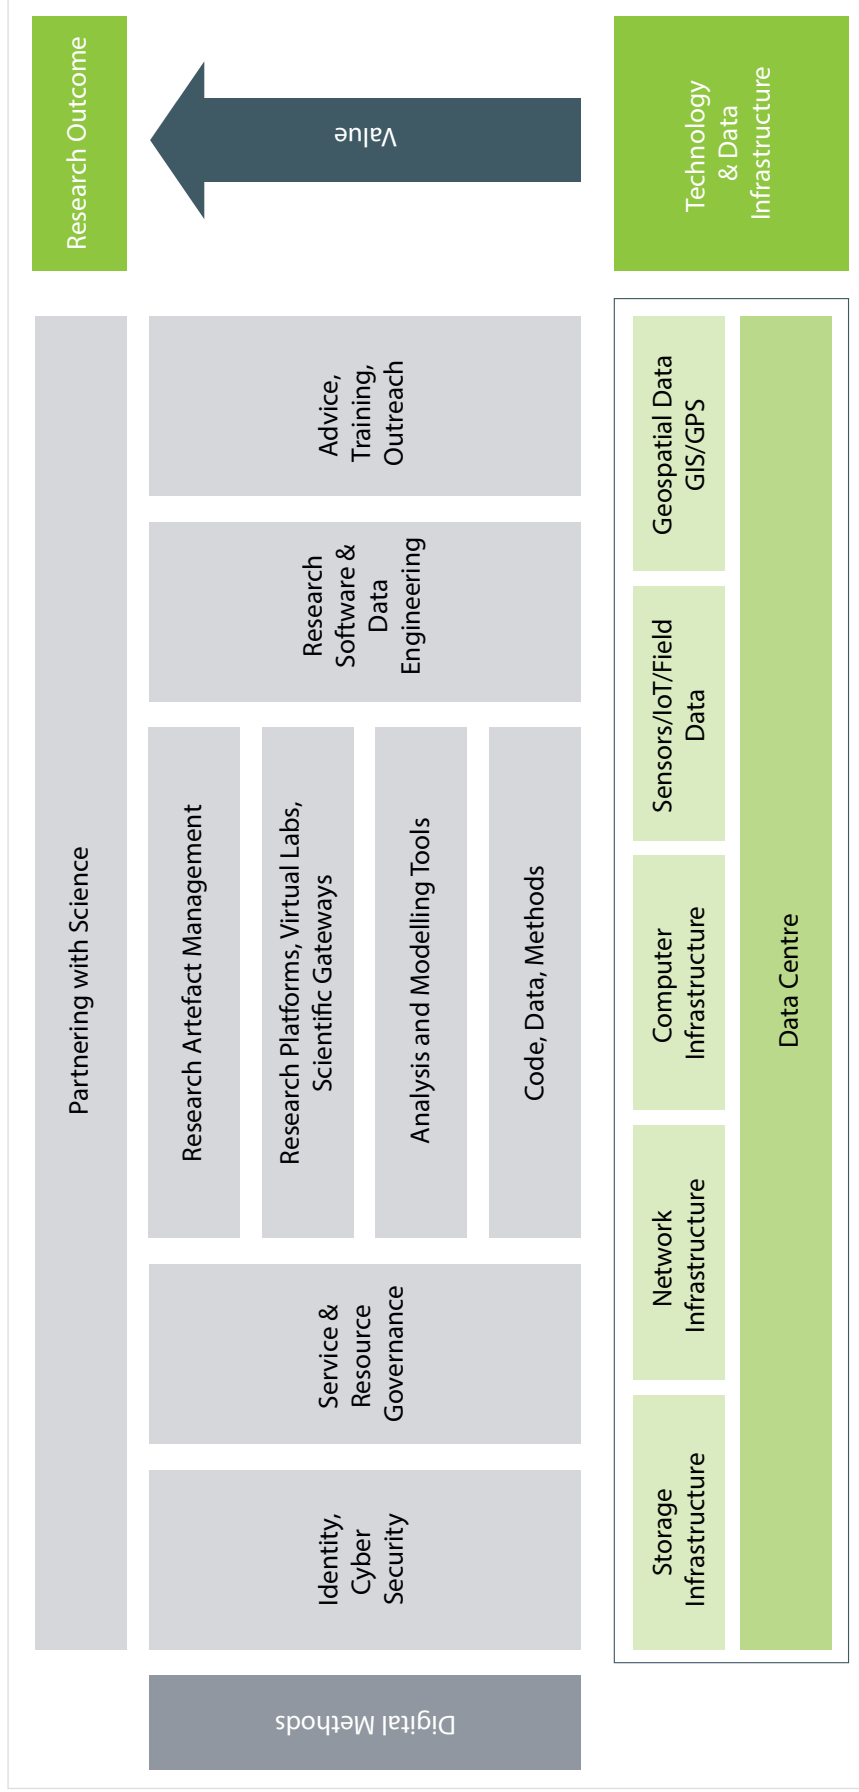 Partnering with Science
Research Outcome
Digital Methods
Identity,
Cyber
Security
Service &
Resource
Governance
Research Artefact Management
Research Platforms, Virtual Labs,
Scientific Gateways
Analysis and Modelling Tools
Code, Data, Methods
Research
Software &
Data
Engineering
Advice,
Training,
Outreach
Value
Storage
Infrastructure
Network
Infrastructure
Computer
Infrastructure
Sensors/IoT/Field
Data
Geospatial Data
GIS/GPS
Data Centre
Technology
& Data
Infrastructure